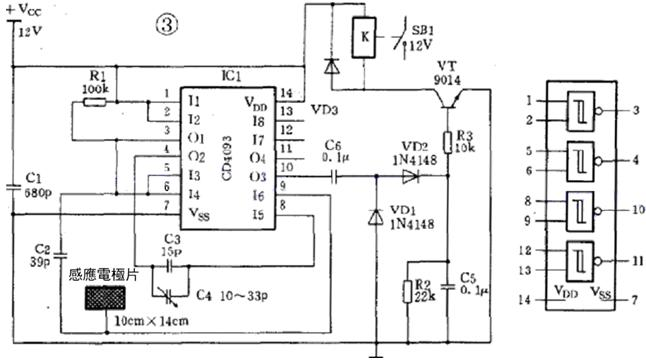 + VCC
12V
③
R1
100k
IC1
1
2
3
4
5
6
7
I1
I2
O1
O2
I3
I4
VSS
CD4093
14
13
12
11
10
9
8
VDD
I8
I7
O4
O3
I6
I5
K
SB1
12V
VT
9014
VD3
C6
0.1μ
VD2
1N4148
R3
10k
VD1
1N4148
C1
680p
C2
39p
C3
15p
C4 10～33p
感應電極片
10cm×14cm
R2
22k
C5
0.1μ
1
2
3
5
6
4
8
9
10
12
13
11
14
VDD
VSS
7